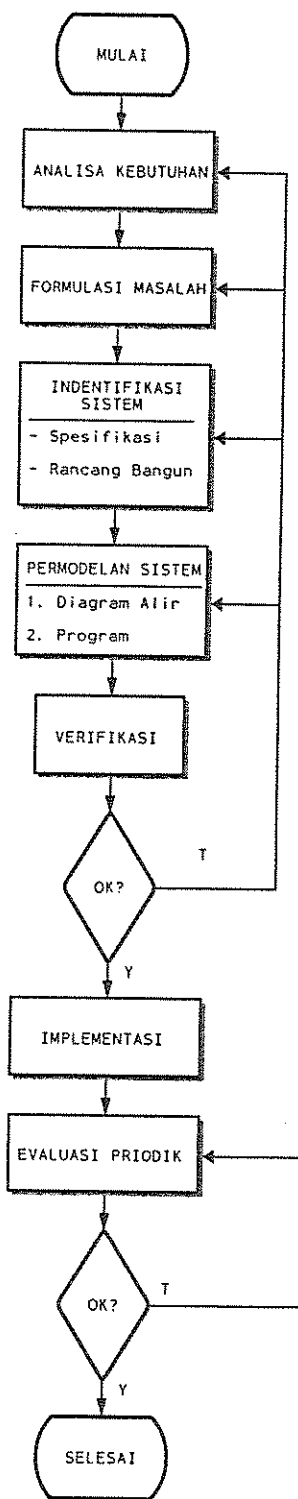 MULAI
ANALISA KEBUTUHAN
FORMULASI MASALAH
INDENTIFIKASI
SISTEM
- Spesifikasi
- Rancang Bangun
PERMODELAN SISTEM
1. Diagram Alir
2. Program
VERIFIKASI
T
OK?
Y
IMPLEMENTASI
EVALUASI PRIODIK
T
OK?
Y
SELESAI